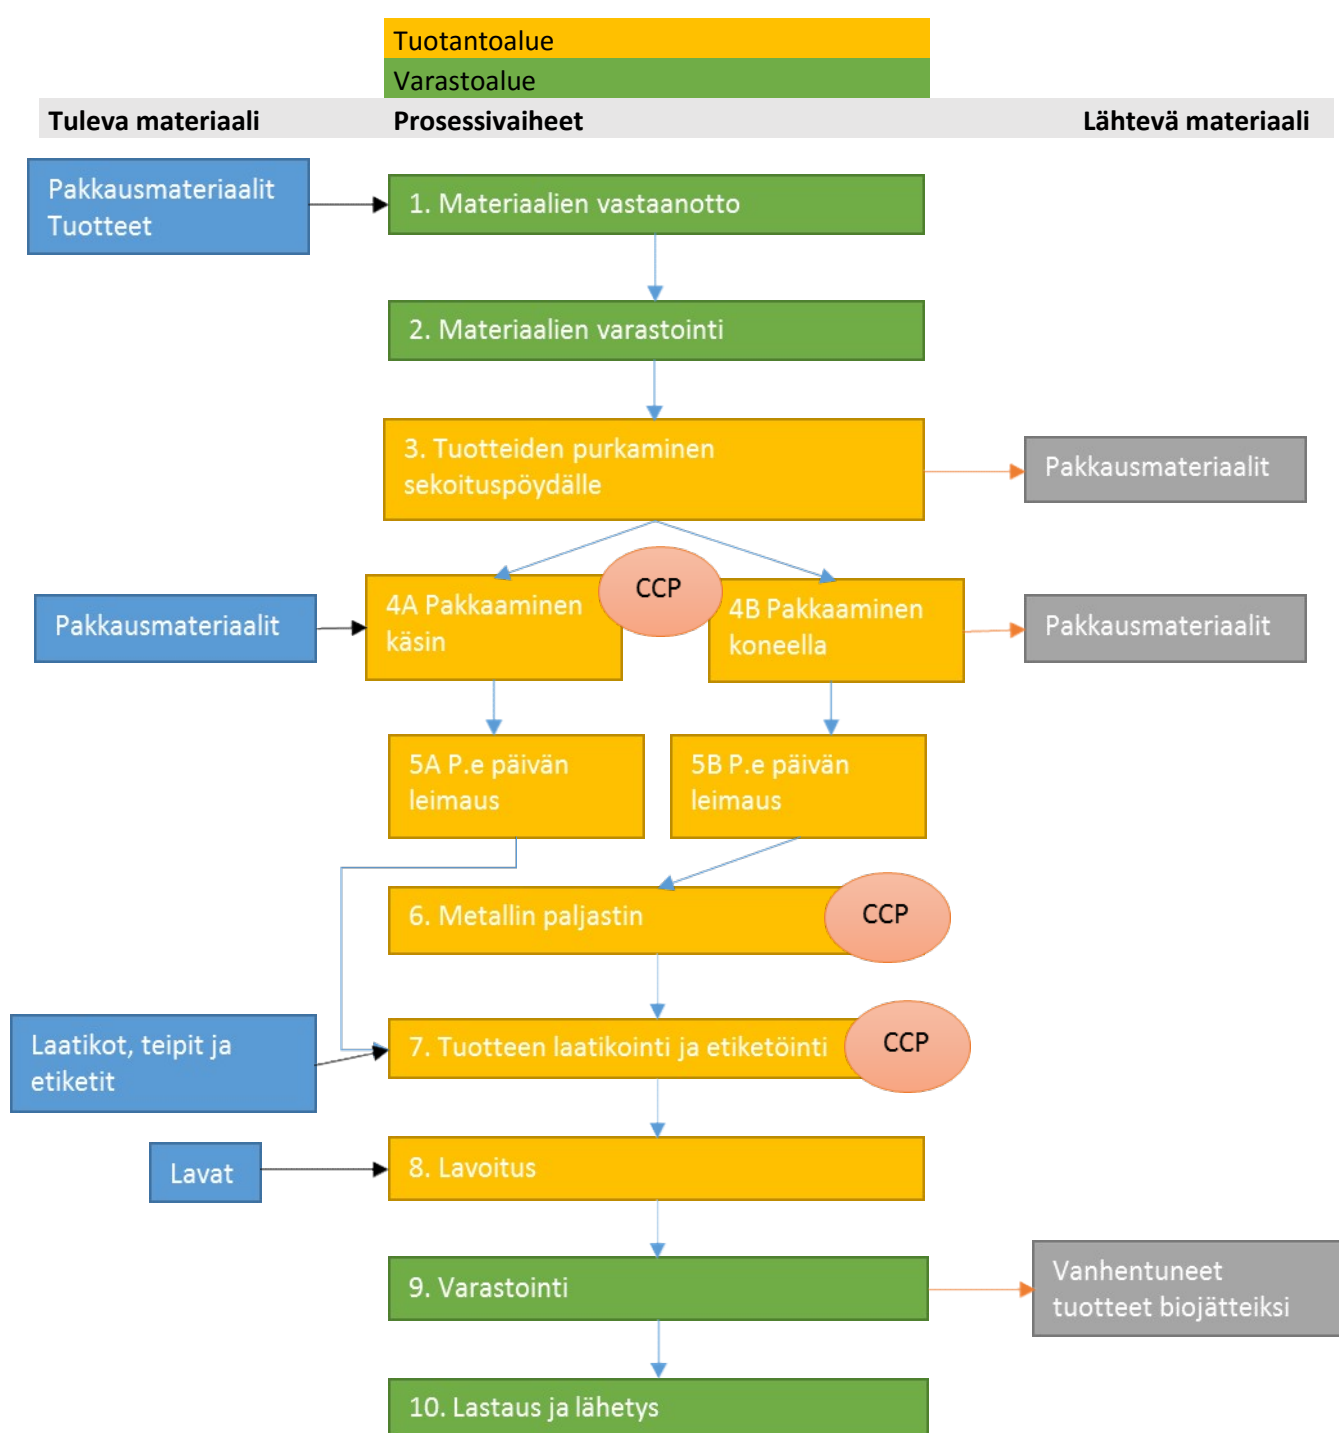 Tuotantoalue
Varastoalue
Tuleva materiaali
Prosessivaiheet
Lähtevä materiaali
Pakkausmateriaalit
Tuotteet
1. Materiaalien vastaanotto
2. Materiaalien varastointi
3. Tuotteiden purkaminen
sekoituspöydälle
Pakkausmateriaalit
Pakkausmateriaalit
4A Pakkaaminen
käsin
CCP
4B Pakkaaminen
koneella
Pakkausmateriaalit
5A P.e päivän
leimaus
5B P.e päivän
leimaus
6. Metallin paljastin
CCP
Laatikot, teipit ja
etiketit
7. Tuotteen laatikointi ja etiketöinti
CCP
Lavat
8. Lavoitus
9. Varastointi
Vanhentuneet
tuotteet biojätteiksi
10. Lastaus ja lähetys